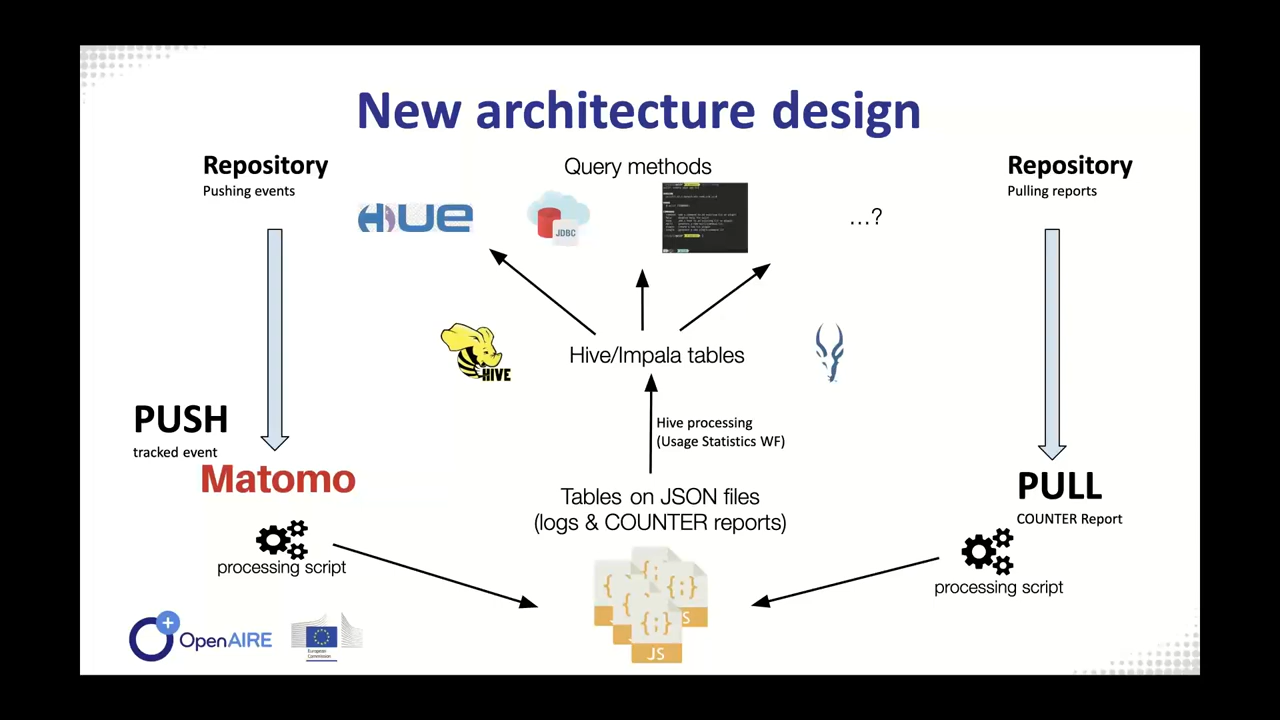 New architecture design
Repository
Pushing events
Query methods
Repository
Pulling reports
HUE
JDBC
...?
HIVE
Hive/Impala tables
Hive processing
(Usage Statistics WF)
PUSH
tracked event
Matomo
processing script
Tables on JSON files
(logs & COUNTER reports)
PULL
COUNTER Report
processing script
JS
OpenAIRE
European
Commission